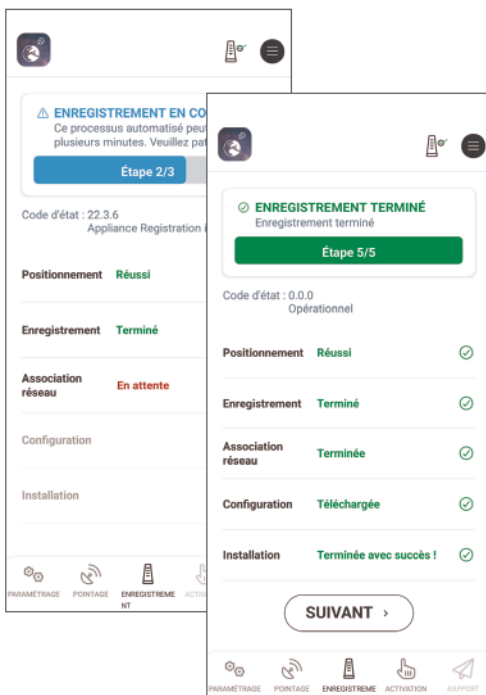 ENREGISTREMENT EN CO
Ce processus automatisé peu
plusieurs minutes. Veuillez pat
Étape 2/3
Code d'état : 22.3.6
Appliance Registration i
Positionnement Réussi
Enregistrement Terminé
Association
réseau
En attente
Configuration
Installation
PARAMÉTRAGE POINTAGE ENREGISTREME ACTIV
NT
ENREGISTREMENT TERMINÉ
Enregistrement terminé
Étape 5/5
Code d'état : 0.0.0
Opérationnel
Positionnement Réussi
Enregistrement Terminé
Association
réseau
Terminée
Configuration Téléchargée
Installation Terminée avec succès !
SUIVANT
PARAMÉTRAGE POINTAGE ENREGISTREME ACTIVATION RAPPORT